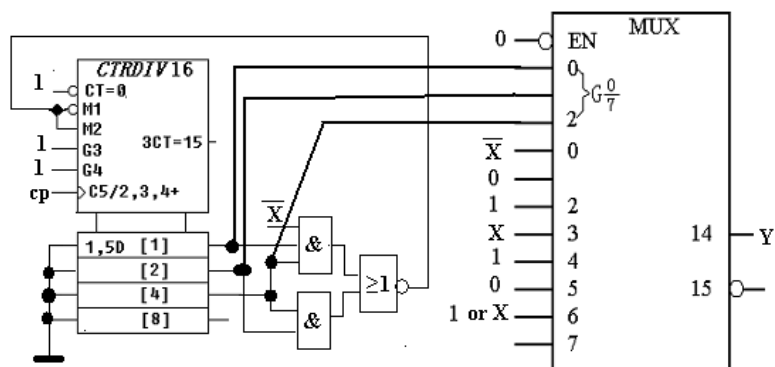 CTRDIV16
1
CT=0
M1
M2
3CT=15
1
G3
1
G4
cp
C5/2,3,4+
1,5D [1]
[2]
[4]
[8]
X̅
&
&
≥1
MUX
0
EN
0
G 0/7
2
X̅
0
0
1
2
X
3
14
Y
1
4
0
5
15
1 or X
6
7